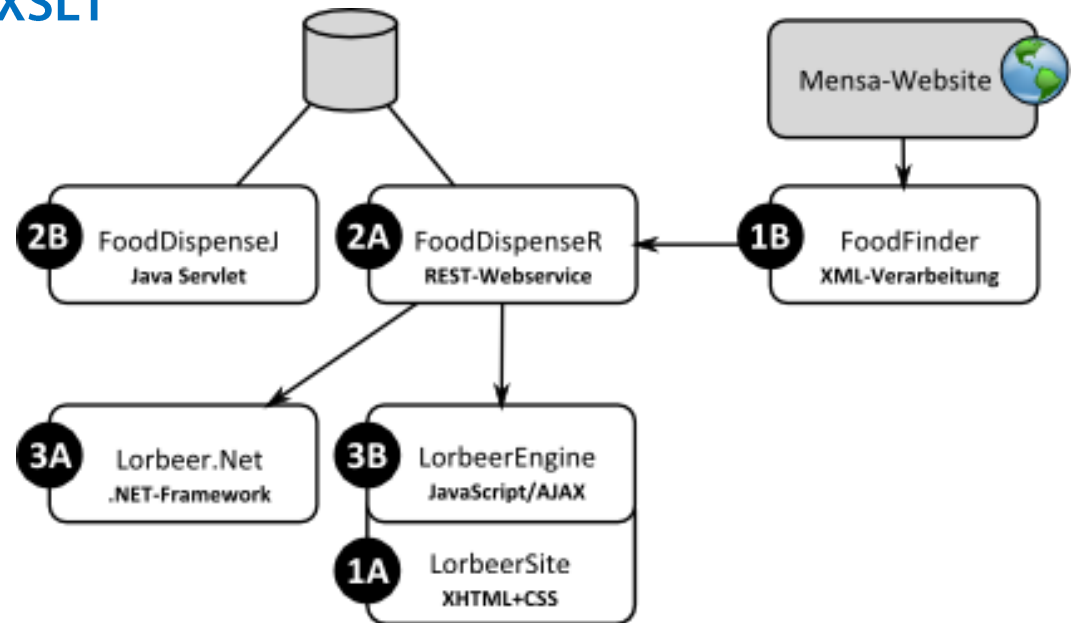 XSLT
Mensa-Website
2B
FoodDispenseJ
Java Servlet
2A
FoodDispenseR
REST-Webservice
1B
FoodFinder
XML-Verarbeitung
3A
Lorbeer.Net
.NET-Framework
3B
LorbeerEngine
JavaScript/AJAX
1A
LorbeerSite
XHTML+CSS